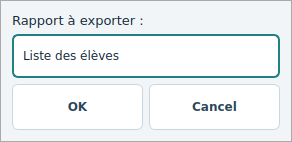 Rapport à exporter :
Liste des élèves
OK
Cancel